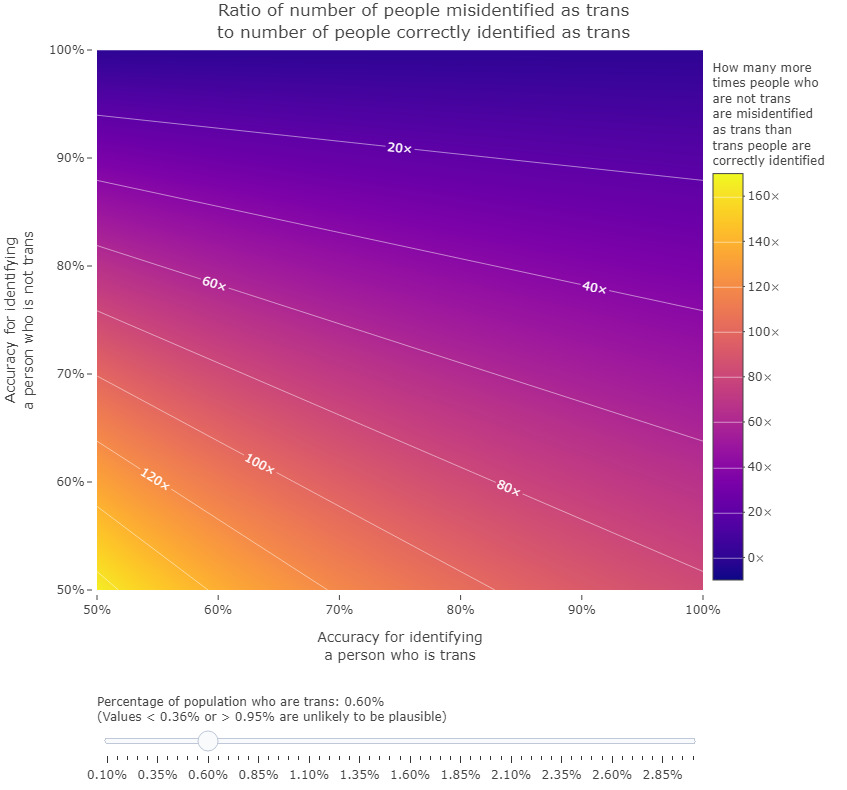 Ratio of number of people misidentified as trans
to number of people correctly identified as trans
100%
90%
80%
70%
60%
50%
Accuracy for identifying
a person who is not trans
20×
40×
60×
80×
100×
120×
50%
60%
70%
80%
90%
100%
Accuracy for identifying
a person who is trans
How many more
times people who
are not trans
are misidentified
as trans than
trans people are
correctly identified
160×
140×
120×
100×
80×
60×
40×
20×
0×
Percentage of population who are trans: 0.60%
(Values < 0.36% or > 0.95% are unlikely to be plausible)
0.10% 0.35% 0.60% 0.85% 1.10% 1.35% 1.60% 1.85% 2.10% 2.35% 2.60% 2.85%